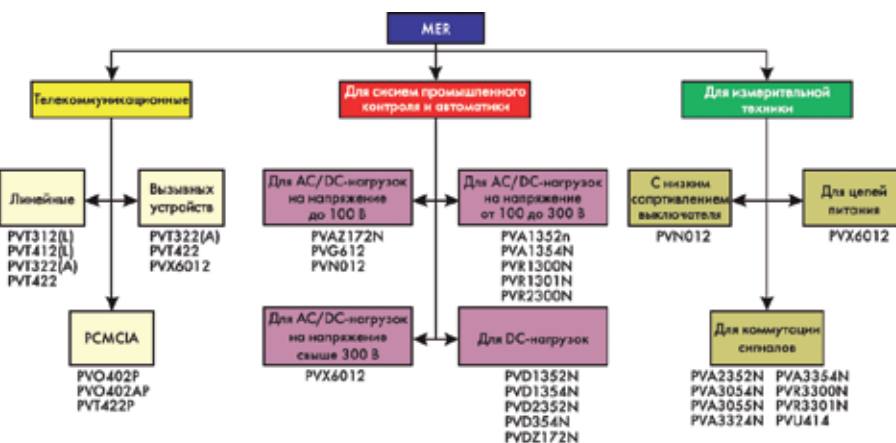 MER
Телекоммуникационные
Для сисием промышленного
контроля и автоматики
Для измерительной
техники
Линейные
PVT312(L)
PVT412(L)
PVT322(A)
PVT422
Вызывных
устройств
PVT322(A)
PVT422
PVX6012
PCMCIA
PVO402P
PVO402AP
PVT422P
Для AC/DC-нагрузок
на напряжение
до 100 В
PVAZ172N
PVG612
PVN012
Для AC/DC-нагрузок
на напряжение
от 100 до 300 В
PVA1352n
PVA1354N
PVR1300N
PVR1301N
PVR2300N
Для AC/DC-нагрузок
на напряжение
свыше 300 В
PVX6012
Для DC-нагрузок
PVD1352N
PVD1354N
PVD2352N
PVD354N
PVDZ172N
С низким
сопртивлением
выключателя
PVN012
Для цепей
питания
PVX6012
Для коммутации
сигналов
PVA2352N PVA3354N
PVA3054N PVR3300N
PVA3055N PVR3301N
PVA3324N PVU414